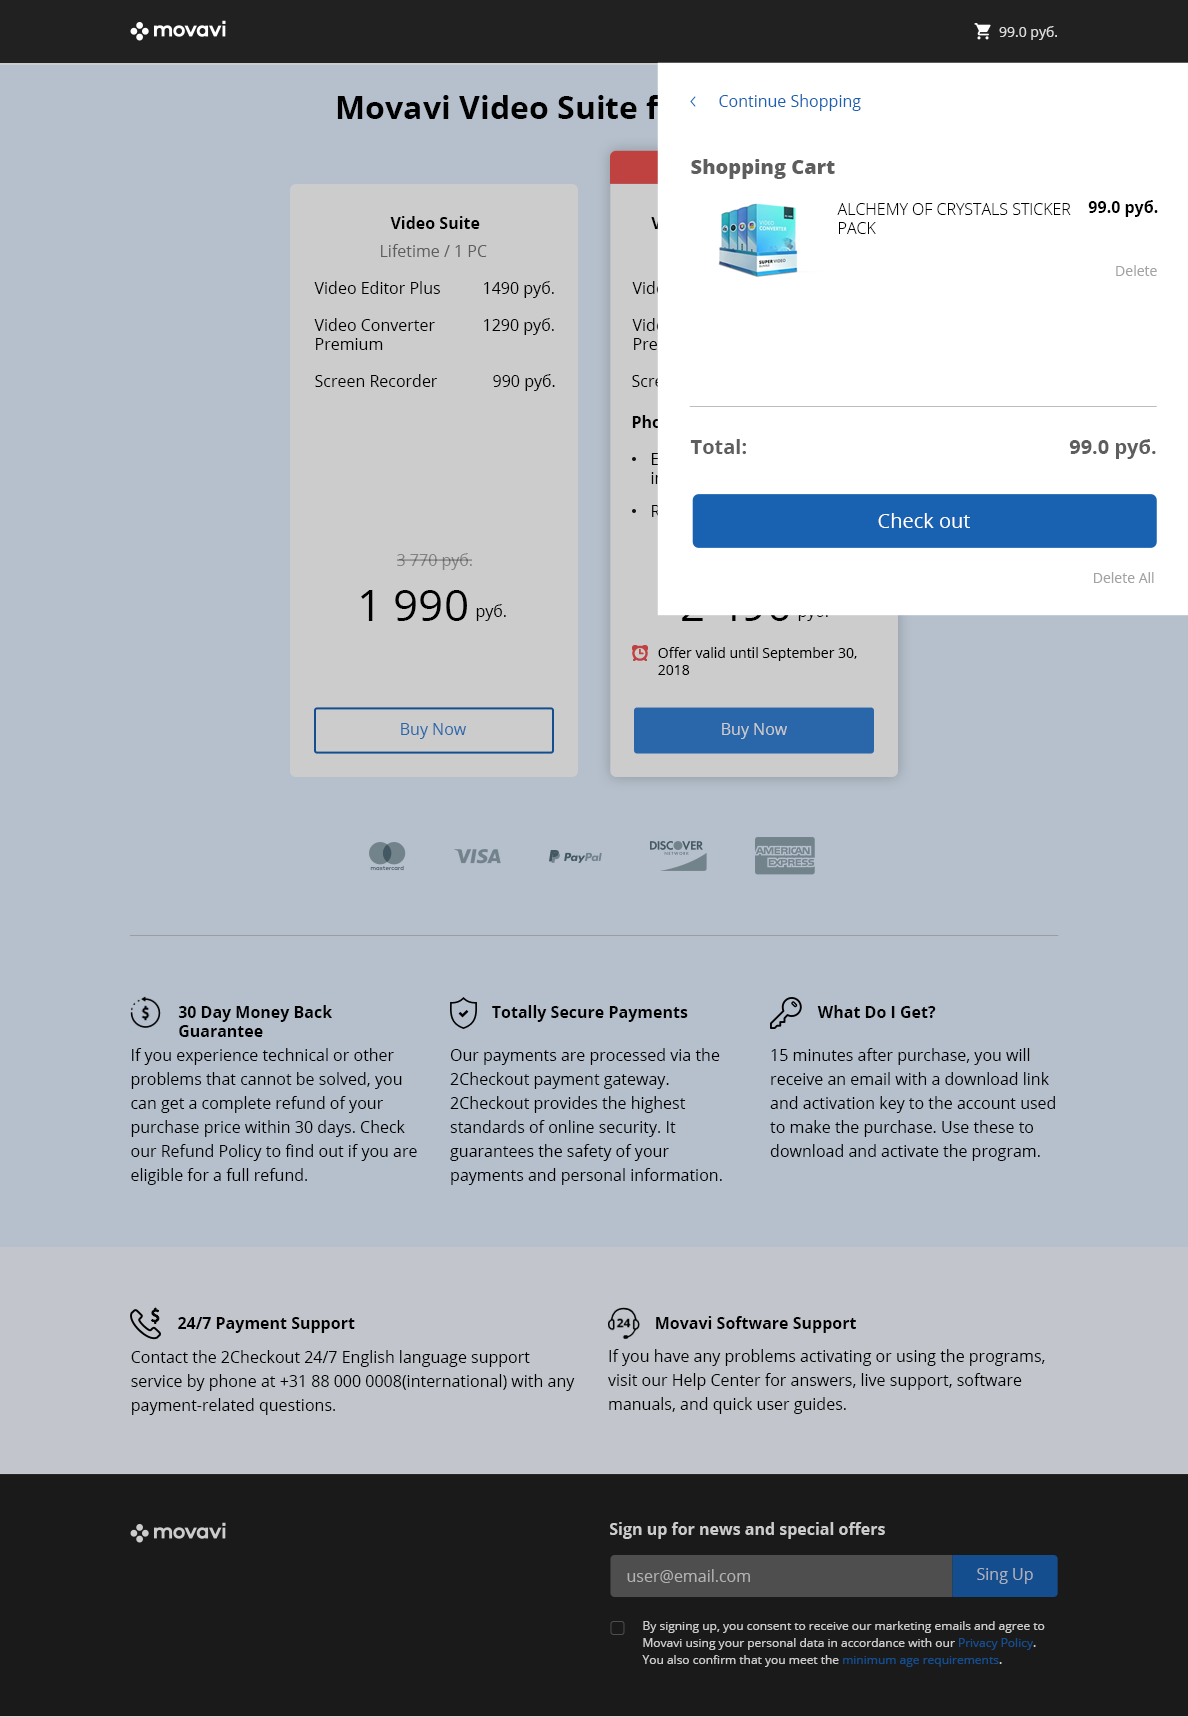 movavi
99.0 руб.
Movavi Video Suite f
Continue Shopping
Shopping Cart
ALCHEMY OF CRYSTALS STICKER
PACK
99.0 руб.
Delete
Total:
99.0 руб.
Check out
Delete All
Video Suite
Lifetime / 1 PC
Video Editor Plus
1490 руб.
Video Converter
Premium
1290 руб.
Screen Recorder
990 руб.
3 770 руб.
1 990 руб.
Buy Now
Offer valid until September 30,
2018
Buy Now
mastercard
VISA
PayPal
DISCOVER
NETWORK
AMERICAN
EXPRESS
30 Day Money Back
Guarantee
If you experience technical or other
problems that cannot be solved, you
can get a complete refund of your
purchase price within 30 days. Check
our Refund Policy to find out if you are
eligible for a full refund.
Totally Secure Payments
Our payments are processed via the
2Checkout payment gateway.
2Checkout provides the highest
standards of online security. It
guarantees the safety of your
payments and personal information.
What Do I Get?
15 minutes after purchase, you will
receive an email with a download link
and activation key to the account used
to make the purchase. Use these to
download and activate the program.
24/7 Payment Support
Contact the 2Checkout 24/7 English language support
service by phone at +31 88 000 0008(international) with any
payment-related questions.
24
Movavi Software Support
If you have any problems activating or using the programs,
visit our Help Center for answers, live support, software
manuals, and quick user guides.
movavi
Sign up for news and special offers
user@email.com
Sing Up
By signing up, you consent to receive our marketing emails and agree to
Movavi using your personal data in accordance with our Privacy Policy.
You also confirm that you meet the minimum age requirements.